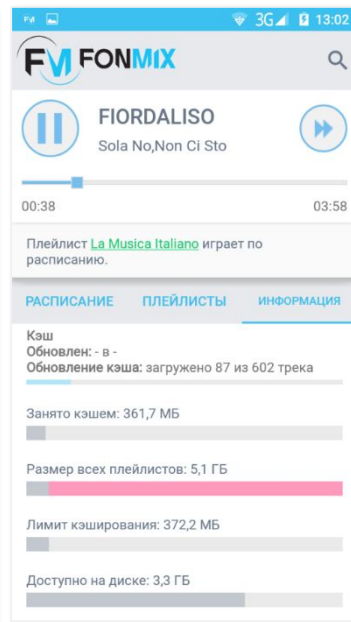 FM
3G
13:02
FM FONMIX
FIORDALISO
Sola No,Non Ci Sto
00:38
03:58
Плейлист La Musica Italiano играет по
расписанию.
РАСПИСАНИЕ
ПЛЕЙЛИСТЫ
ИНФОРМАЦИЯ
Кэш
Обновлен: - в -
Обновление кэша: загружено 87 из 602 трека
Занято кэшем: 361,7 МБ
Размер всех плейлистов: 5,1 ГБ
Лимит кэширования: 372,2 МБ
Доступно на диске: 3,3 ГБ